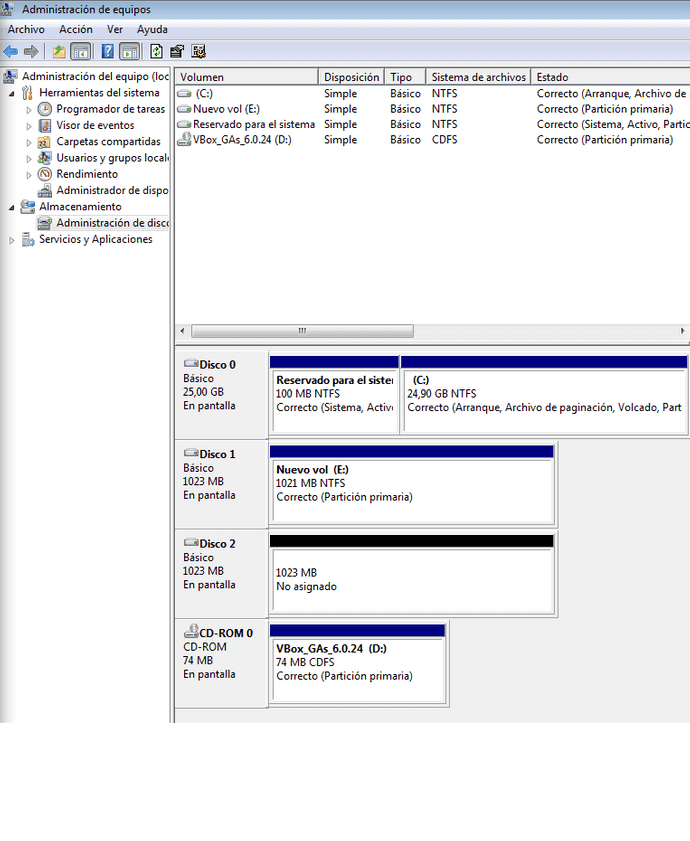 Administración de equipos
Archivo Acción Ver Ayuda
Administración del equipo (loc
Herramientas del sistema
Programador de tareas
Visor de eventos
Carpetas compartidas
Usuarios y grupos locale
Rendimiento
Administrador de dispo
Almacenamiento
Administración de disco
Servicios y Aplicaciones
Volumen Disposición Tipo Sistema de archivos Estado
(C:) Simple Básico NTFS Correcto (Arranque, Archivo de
Nuevo vol (E:) Simple Básico NTFS Correcto (Partición primaria)
Reservado para el sistema Simple Básico NTFS Correcto (Sistema, Activo, Partic
VBox_GAs_6.0.24 (D:) Simple Básico CDFS Correcto (Partición primaria)
Disco 0
Básico
25,00 GB
En pantalla
Reservado para el sister
100 MB NTFS
Correcto (Sistema, Activ
(C:)
24,90 GB NTFS
Correcto (Arranque, Archivo de paginación, Volcado, Part
Disco 1
Básico
1023 MB
En pantalla
Nuevo vol (E:)
1021 MB NTFS
Correcto (Partición primaria)
Disco 2
Básico
1023 MB
En pantalla
1023 MB
No asignado
CD-ROM 0
CD-ROM
74 MB
En pantalla
VBox_GAs_6.0.24 (D:)
74 MB CDFS
Correcto (Partición primaria)